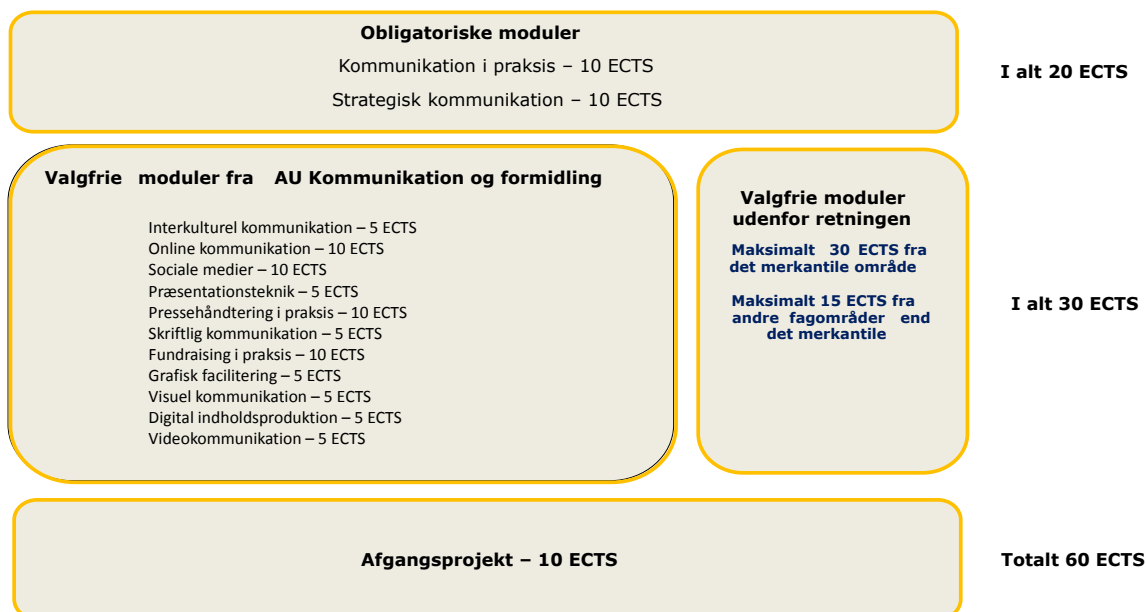 Obligatoriske moduler
Kommunikation i praksis – 10 ECTS
Strategisk kommunikation – 10 ECTS
I alt 20 ECTS
Valgfrie moduler fra AU Kommunikation og formidling
Interkulturel kommunikation – 5 ECTS
Online kommunikation – 10 ECTS
Sociale medier – 10 ECTS
Præsentationsteknik – 5 ECTS
Pressehåndtering i praksis – 10 ECTS
Skriftlig kommunikation – 5 ECTS
Fundraising i praksis – 10 ECTS
Grafisk facilitering – 5 ECTS
Visuel kommunikation – 5 ECTS
Digital indholdsproduktion – 5 ECTS
Videokommunikation – 5 ECTS
Valgfrie moduler
udenfor retningen
Maksimalt 30 ECTS fra
det merkantile område
Maksimalt 15 ECTS fra
andre fagområder end
det merkantile
I alt 30 ECTS
Afgangsprojekt – 10 ECTS
Totalt 60 ECTS